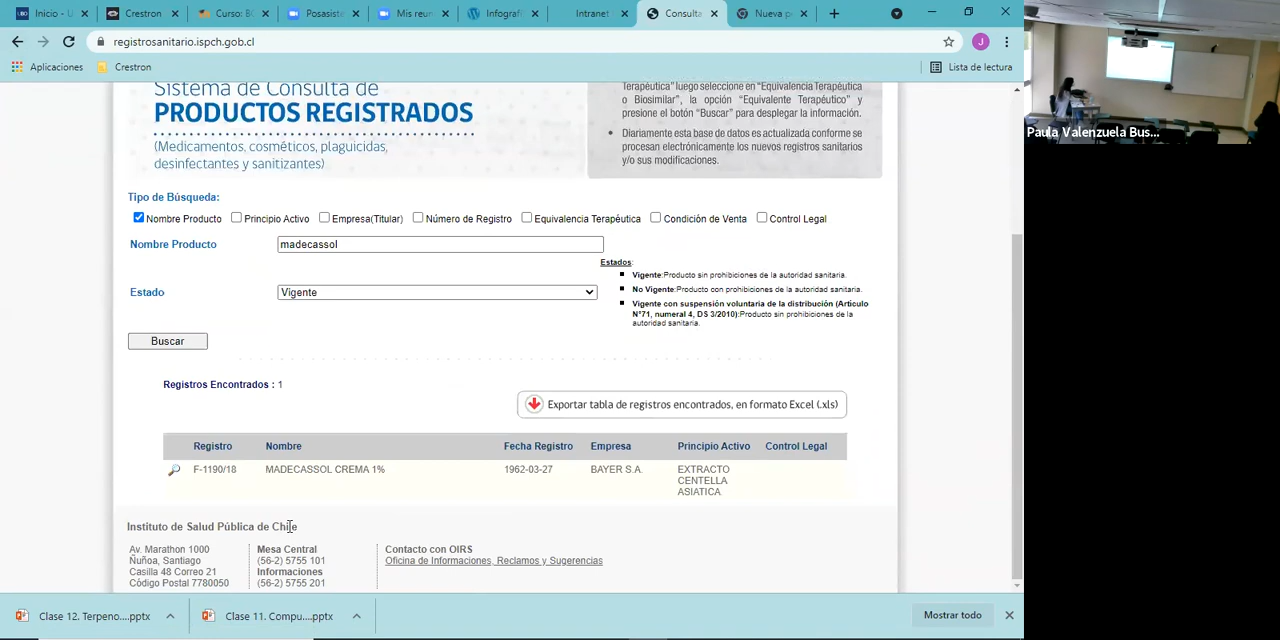 Inicio - U
Crestron
Curso: BC
Posasiste
Mis reun
Infografí
Intranet
Consulta
Nueva pe
registrosanitario.ispch.gob.cl
J
Aplicaciones
Crestron
Lista de lectura
Sistema de Consulta de
PRODUCTOS REGISTRADOS
(Medicamentos, cosméticos, plaguicidas,
desinfectantes y sanitizantes)
Terapéutica" luego seleccione en "Equivalencia Terapéutica
o Biosimilar", la opción "Equivalente Terapéutico" y
presione el botón "Buscar" para desplegar la información.
Diariamente esta base de datos es actualizada conforme se
procesan electrónicamente los nuevos registros sanitarios
y/o sus modificaciones.
Tipo de Búsqueda:
Nombre Producto Principio Activo Empresa(Titular) Número de Registro Equivalencia Terapéutica Condición de Venta Control Legal
Nombre Producto madecassol
Estados:
Vigente:Producto sin prohibiciones de la autoridad sanitaria.
No Vigente:Producto con prohibiciones de la autoridad sanitaria.
Vigente con suspensión voluntaria de la distribución (Artículo
N°71, numeral 4, DS 3/2010):Producto sin prohibiciones de la
autoridad sanitaria.
Estado Vigente
Buscar
Registros Encontrados : 1
Exportar tabla de registros encontrados, en formato Excel (.xls)
Registro Nombre Fecha Registro Empresa Principio Activo Control Legal
F-1190/18 MADECASSOL CREMA 1% 1962-03-27 BAYER S.A. EXTRACTO
CENTELLA
ASIATICA
Instituto de Salud Pública de Chile
Av. Marathon 1000
Ñuñoa, Santiago
Casilla 48 Correo 21
Código Postal 7780050
Mesa Central
(56-2) 5755 101
Informaciones
(56-2) 5755 201
Contacto con OIRS
Oficina de Informaciones, Reclamos y Sugerencias
Clase 12. Terpeno....pptx
Clase 11. Compu....pptx
Mostrar todo
Paula Valenzuela Bus...